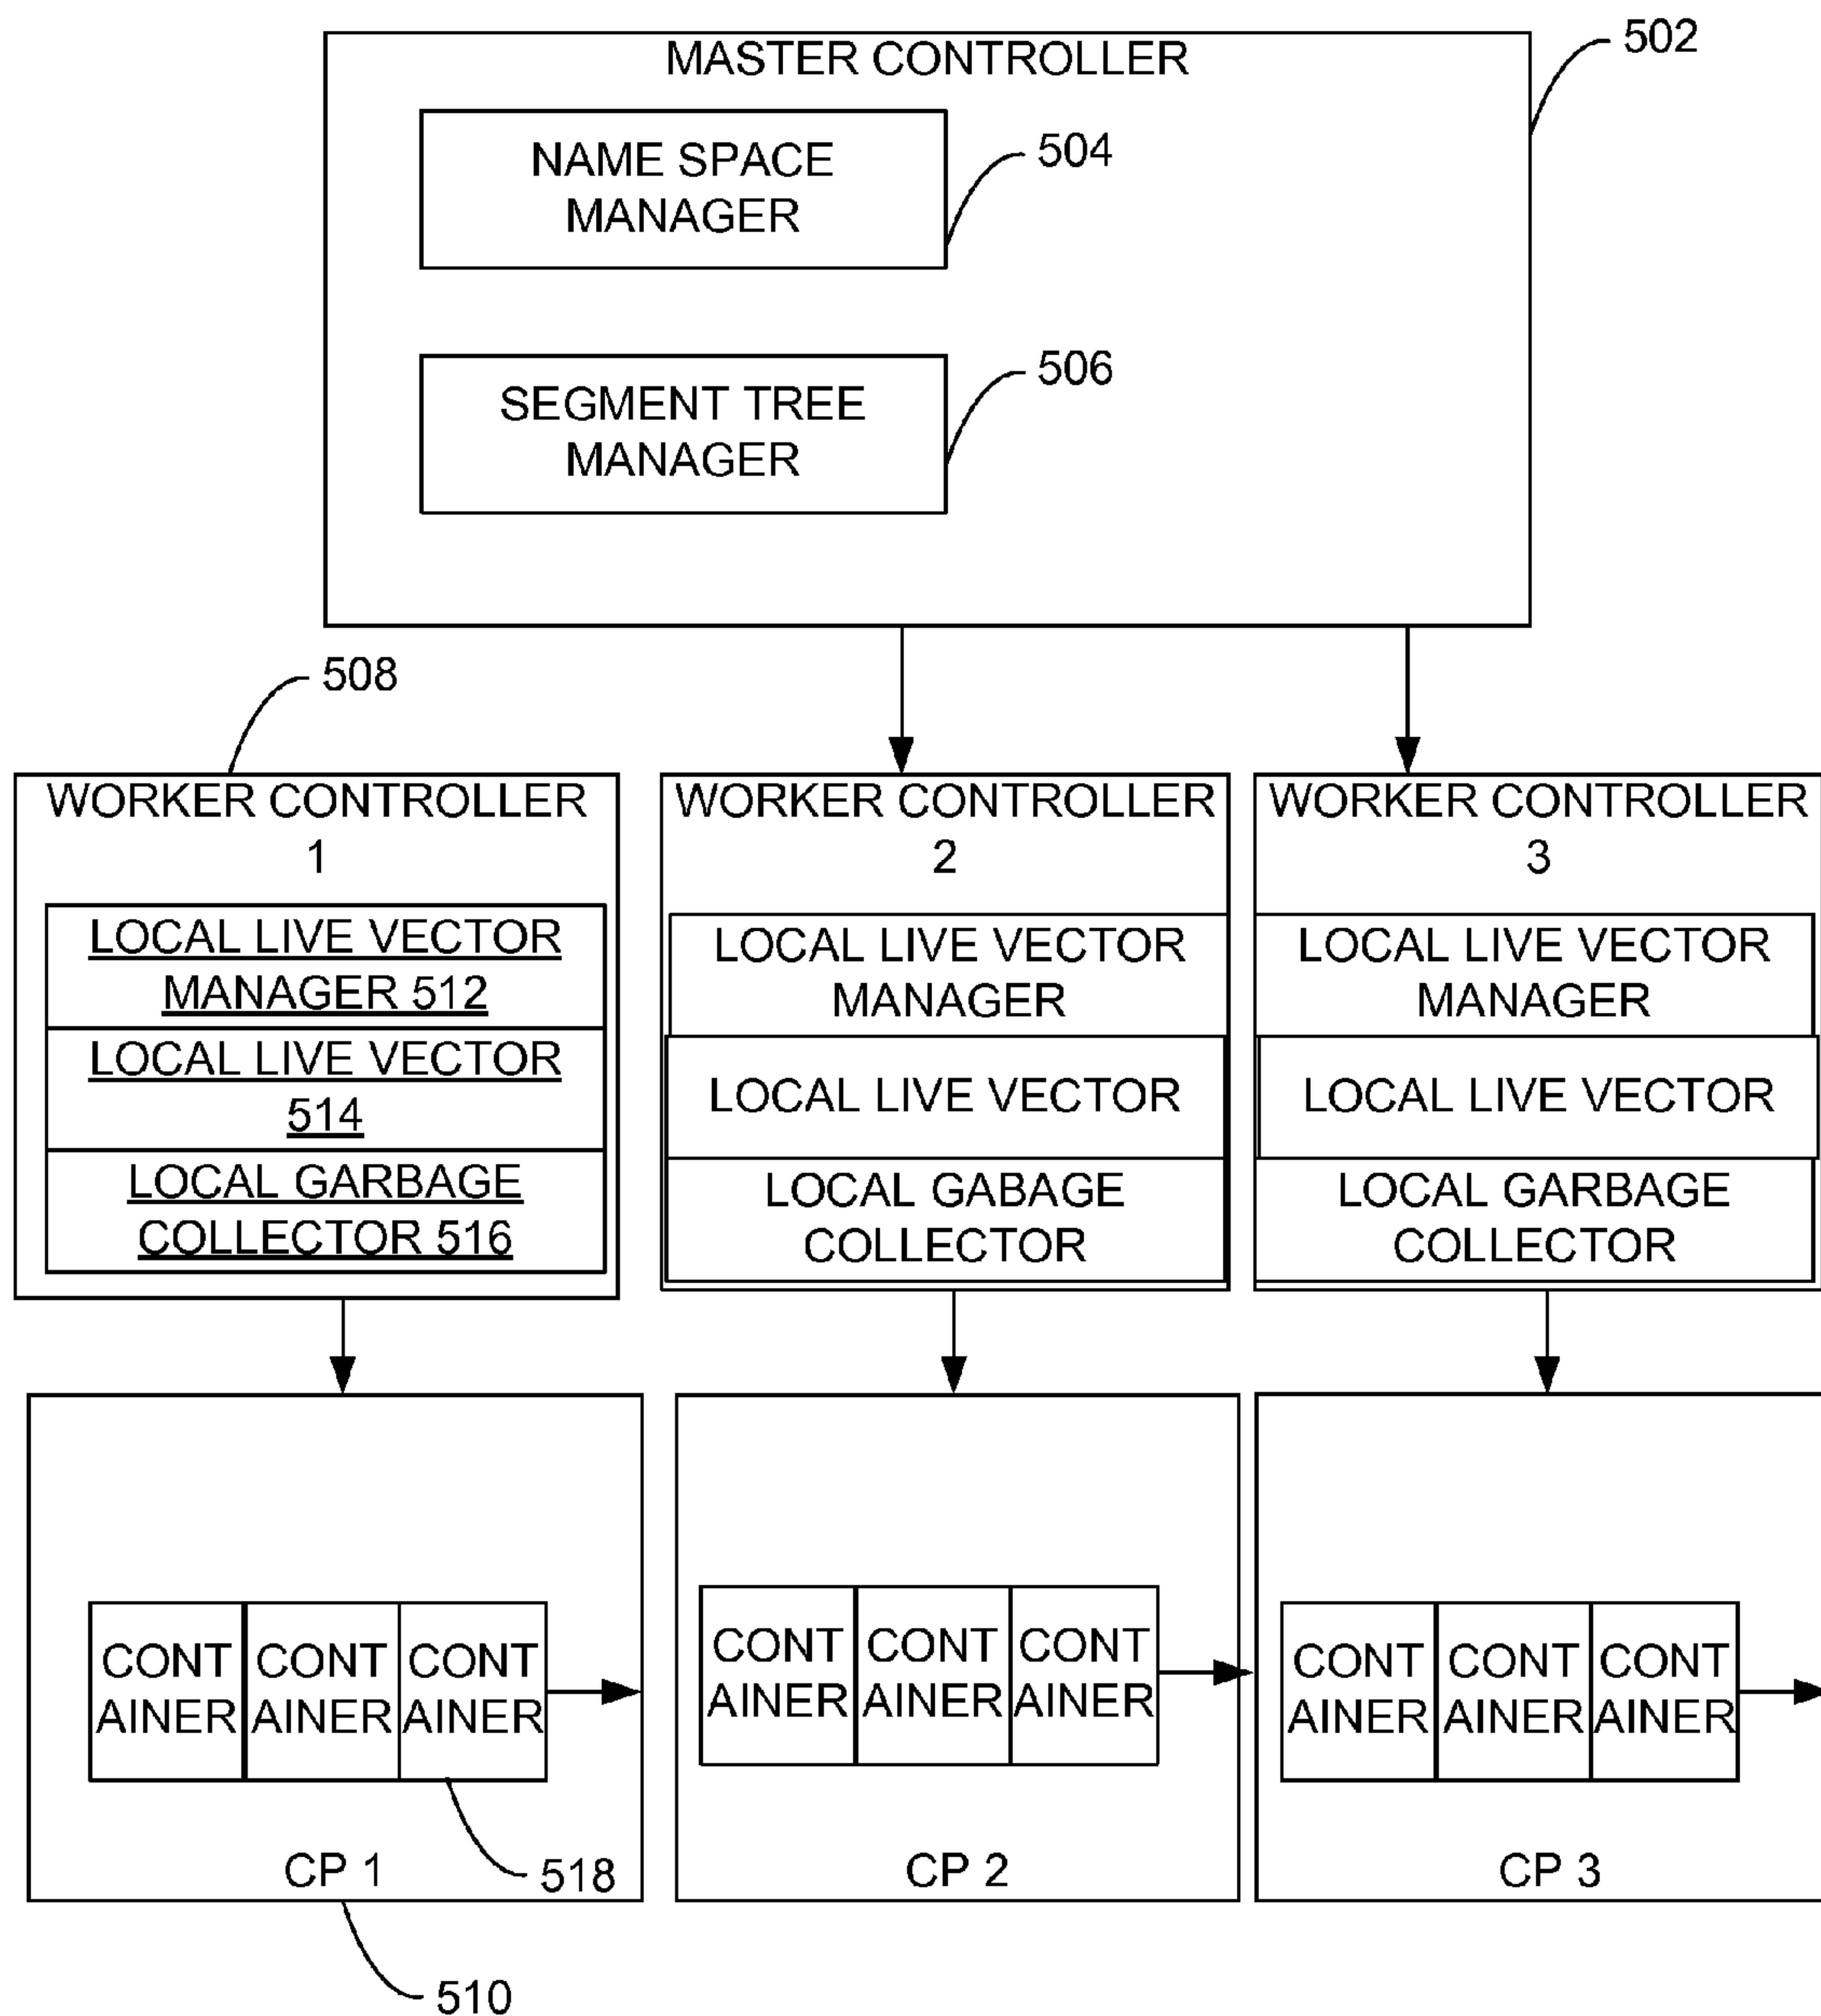 MASTER CONTROLLER
502
NAME SPACE
MANAGER
504
SEGMENT TREE
MANAGER
506
508
WORKER CONTROLLER
1
LOCAL LIVE VECTOR
MANAGER 512
LOCAL LIVE VECTOR
514
LOCAL GARBAGE
COLLECTOR 516
WORKER CONTROLLER
2
LOCAL LIVE VECTOR
MANAGER
LOCAL LIVE VECTOR
LOCAL GABAGE
COLLECTOR
WORKER CONTROLLER
3
LOCAL LIVE VECTOR
MANAGER
LOCAL LIVE VECTOR
LOCAL GARBAGE
COLLECTOR
CONT
AINER
CONT
AINER
CONT
AINER
518
CP 1
510
CONT
AINER
CONT
AINER
CONT
AINER
CP 2
CONT
AINER
CONT
AINER
CONT
AINER
CP 3